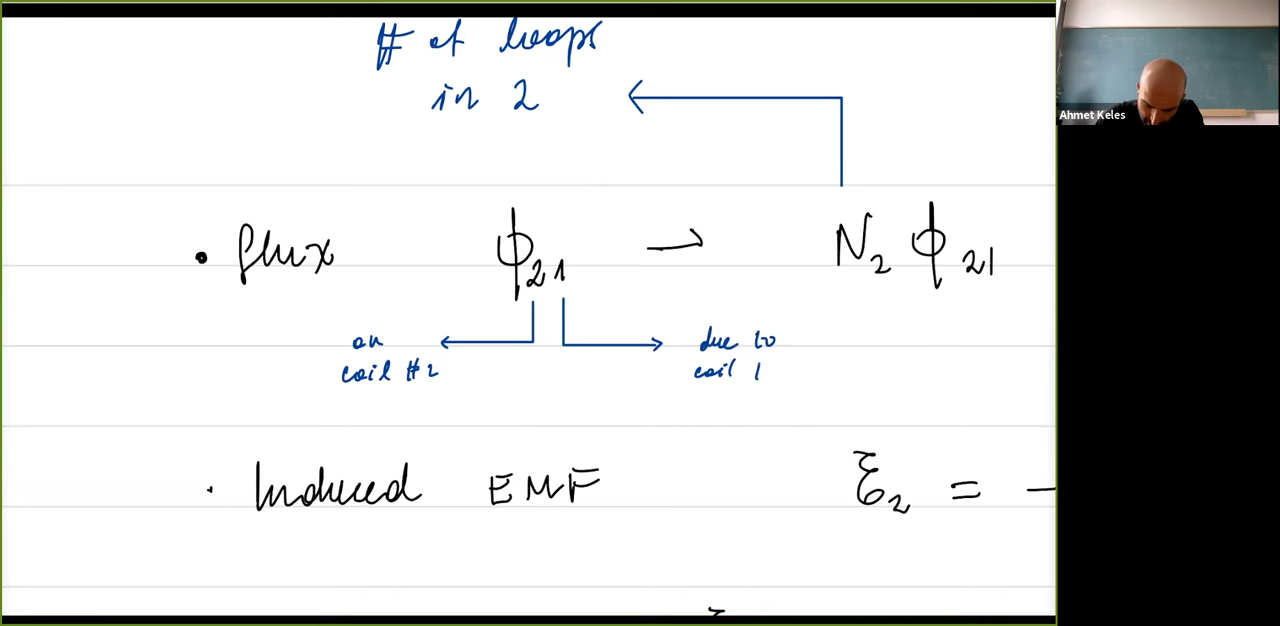 # of loops
in 2
• flux ϕ21 → N2 ϕ21
on due to
coil #2 coil 1
• Induced EMF ℰ2 = −
Ahmet Keles